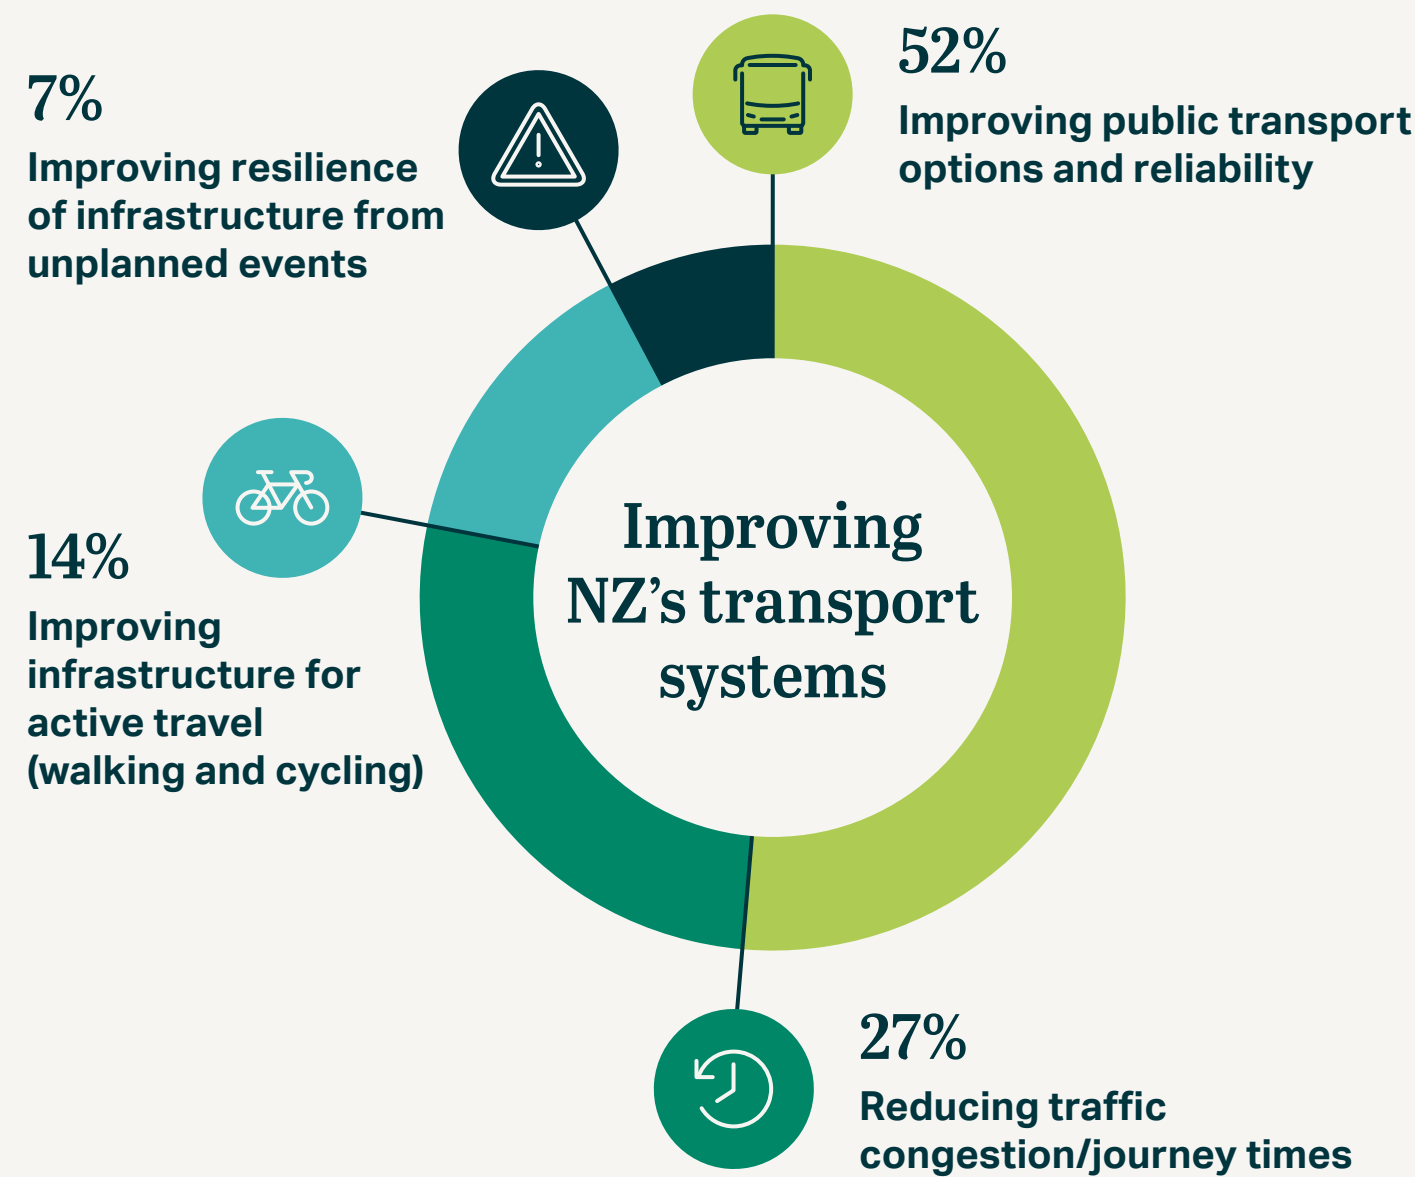 52%
Improving public transport
options and reliability
7%
Improving resilience
of infrastructure from
unplanned events
Improving
NZ’s transport
systems
14%
Improving
infrastructure for
active travel
(walking and cycling)
27%
Reducing traffic
congestion/journey times